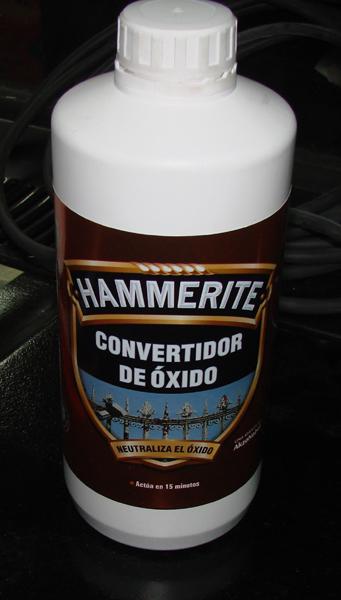 HAMMERITE
CONVERTIDOR
DE ÓXIDO
NEUTRALIZA EL ÓXIDO
Actúa en 15 minutos